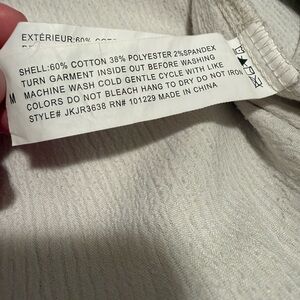 EXTÉRIEUR:60%
SHELL:60% COTTON 38% POLYESTER 2%SPANDEX
TURN GARMENT INSIDE OUT BEFORE WASHING
MACHINE WASH COLD GENTLE CYCLE WITH LIKE
COLORS DO NOT BLEACH HANG TO DRY DO NOT IRON
STYLE# JKJR3638 RN# 101229 MADE IN CHINA
M